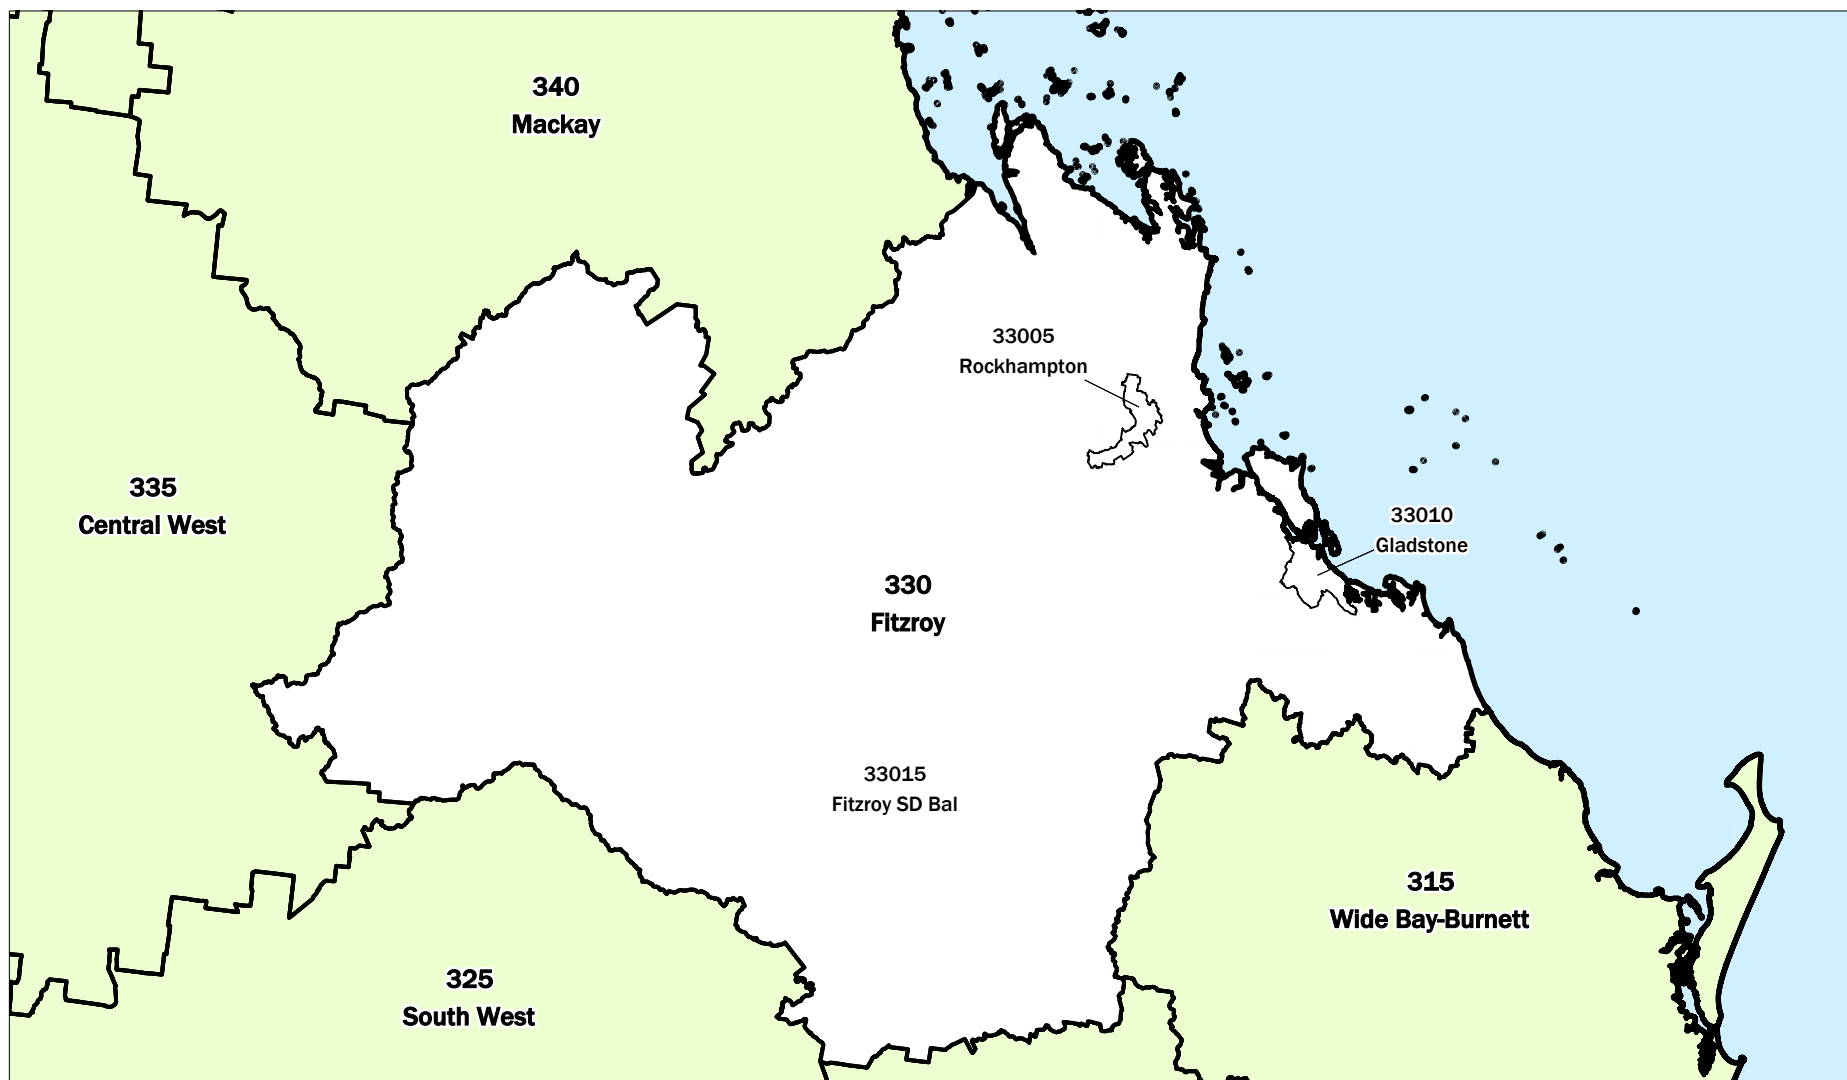 340
Mackay
33005
Rockhampton
335
Central West
33010
Gladstone
330
Fitzroy
33015
Fitzroy SD Bal
315
Wide Bay-Burnett
325
South West